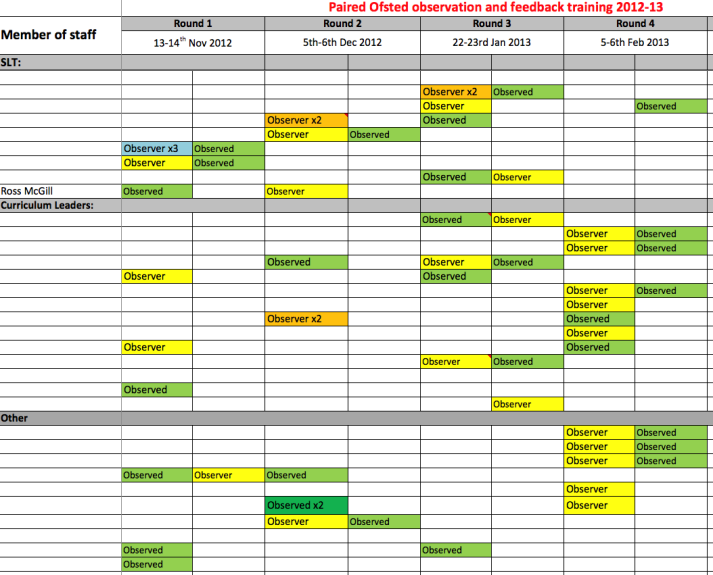 Paired Ofsted observation and feedback training 2012-13
Member of staff Round 1 Round 2 Round 3 Round 4
13-14th Nov 2012 5th-6th Dec 2012 22-23rd Jan 2013 5-6th Feb 2013
SLT:
Observer x2 Observed
Observer Observed
Observer x2 Observed
Observer Observed
Observer x3 Observed
Observer Observed
Observed Observer
Ross McGill Observed Observer
Curriculum Leaders:
Observed Observer
Observer Observed
Observer Observed
Observed Observer Observed
Observer Observed
Observer Observed
Observer
Observer x2 Observed
Observer
Observer Observed
Observer Observed
Observed
Observer
Other
Observer Observed
Observer Observed
Observer Observed
Observed Observer Observed
Observer
Observed x2 Observer
Observer Observed
Observed Observed
Observed